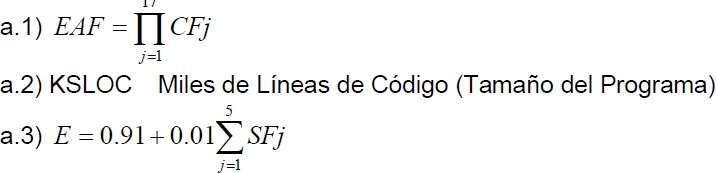 a.1) EAF = ∏_{j=1}^{17} CFj
a.2) KSLOC Miles de Líneas de Código (Tamaño del Programa)
a.3) E = 0.91 + 0.01 ∑_{j=1}^{5} SFj